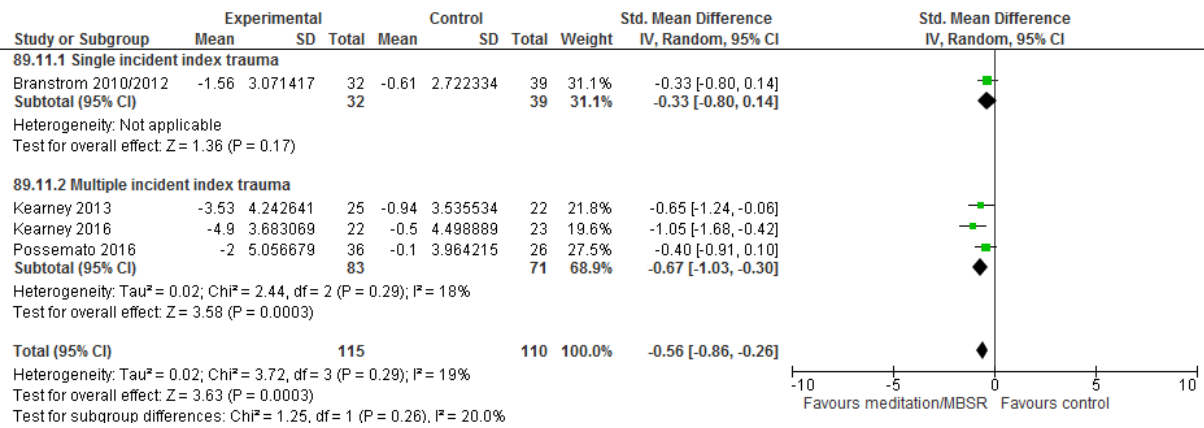 Experimental Control Std. Mean Difference Std. Mean Difference
Study or Subgroup Mean SD Total Mean SD Total Weight IV, Random, 95% CI IV, Random, 95% CI
89.11.1 Single incident index trauma
Branstrom 2010/2012 -1.56 3.071417 32 -0.61 2.722334 39 31.1% -0.33 [-0.80, 0.14]
Subtotal (95% CI) 32 39 31.1% -0.33 [-0.80, 0.14]
Heterogeneity: Not applicable
Test for overall effect: Z = 1.36 (P = 0.17)
89.11.2 Multiple incident index trauma
Kearney 2013 -3.53 4.242641 25 -0.94 3.535534 22 21.8% -0.65 [-1.24, -0.06]
Kearney 2016 -4.9 3.683069 22 -0.5 4.498889 23 19.6% -1.05 [-1.68, -0.42]
Possemato 2016 -2 5.056679 36 -0.1 3.964215 26 27.5% -0.40 [-0.91, 0.10]
Subtotal (95% CI) 83 71 68.9% -0.67 [-1.03, -0.30]
Heterogeneity: Tau² = 0.02; Chi² = 2.44, df = 2 (P = 0.29); I² = 18%
Test for overall effect: Z = 3.58 (P = 0.0003)
Total (95% CI) 115 110 100.0% -0.56 [-0.86, -0.26]
Heterogeneity: Tau² = 0.02; Chi² = 3.72, df = 3 (P = 0.29); I² = 19%
Test for overall effect: Z = 3.63 (P = 0.0003)
Test for subgroup differences: Chi² = 1.25, df = 1 (P = 0.26), I² = 20.0%
-10 -5 0 5 10
Favours meditation/MBSR Favours control